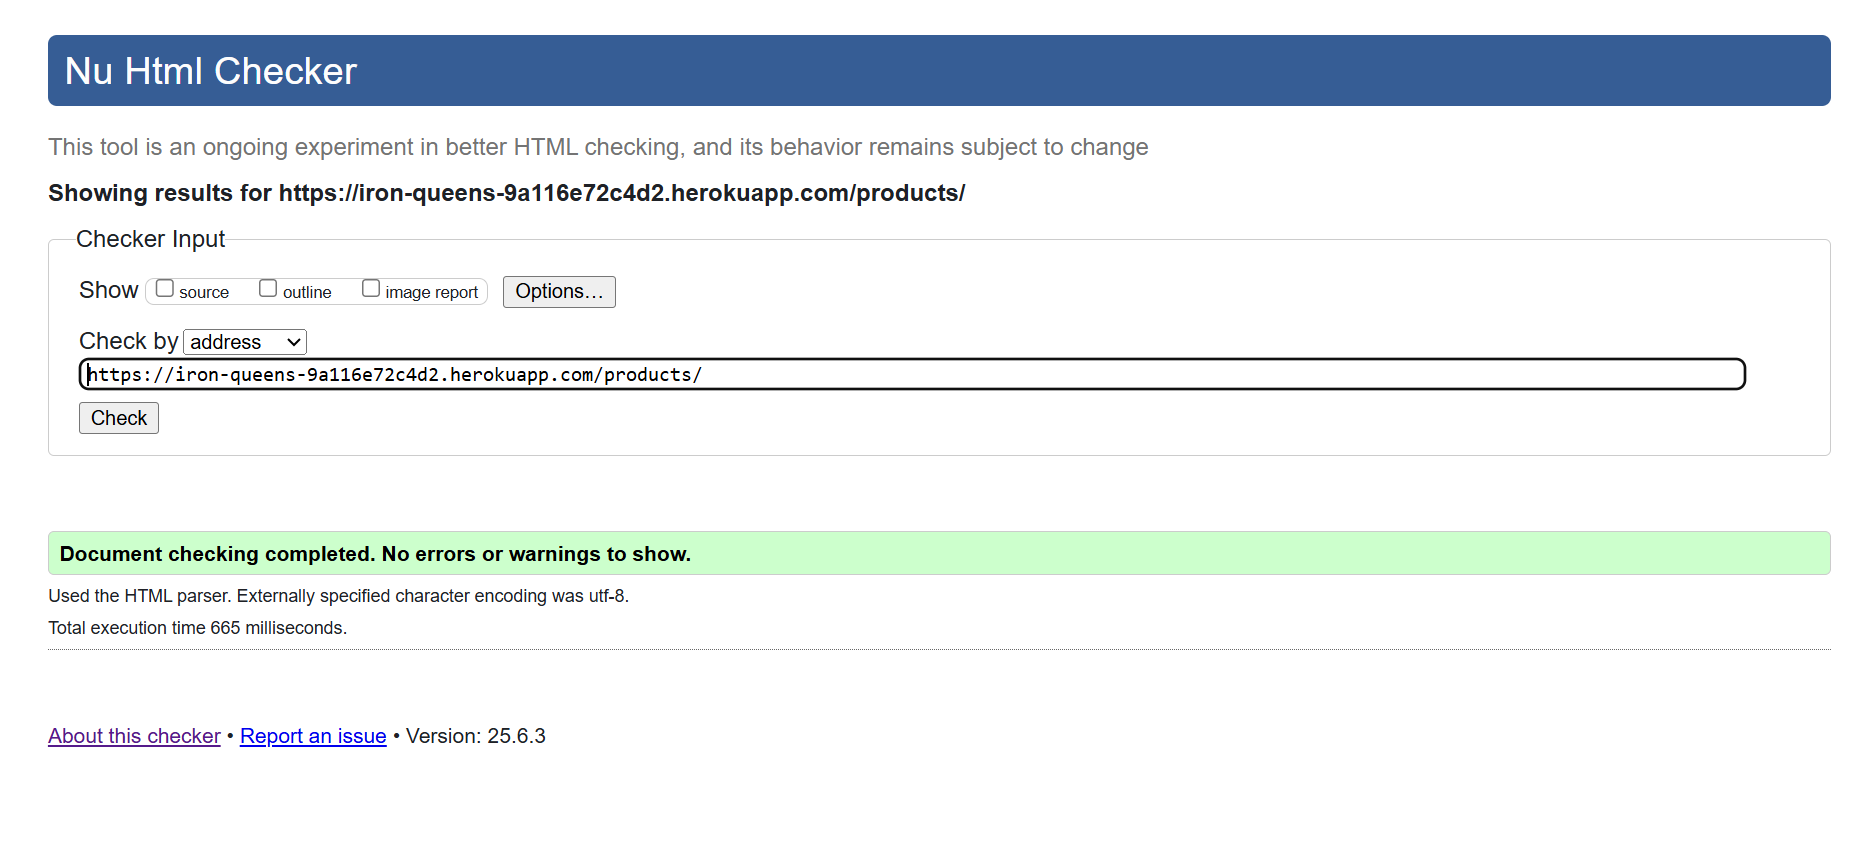 Nu Html Checker
This tool is an ongoing experiment in better HTML checking, and its behavior remains subject to change
Showing results for https://iron-queens-9a116e72c4d2.herokuapp.com/products/
Checker Input
Show source outline image report Options…
Check by address
https://iron-queens-9a116e72c4d2.herokuapp.com/products/
Check
Document checking completed. No errors or warnings to show.
Used the HTML parser. Externally specified character encoding was utf-8.
Total execution time 665 milliseconds.
About this checker • Report an issue • Version: 25.6.3